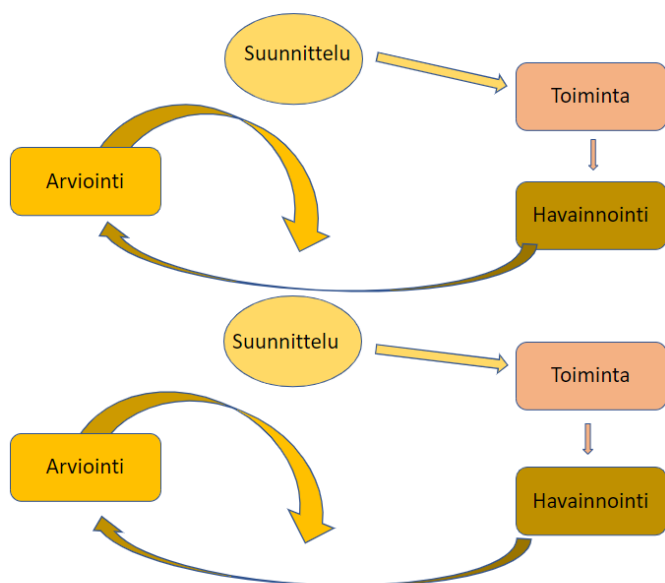 Suunnittelu
Toiminta
Arviointi
Havainnointi
Suunnittelu
Toiminta
Arviointi
Havainnointi